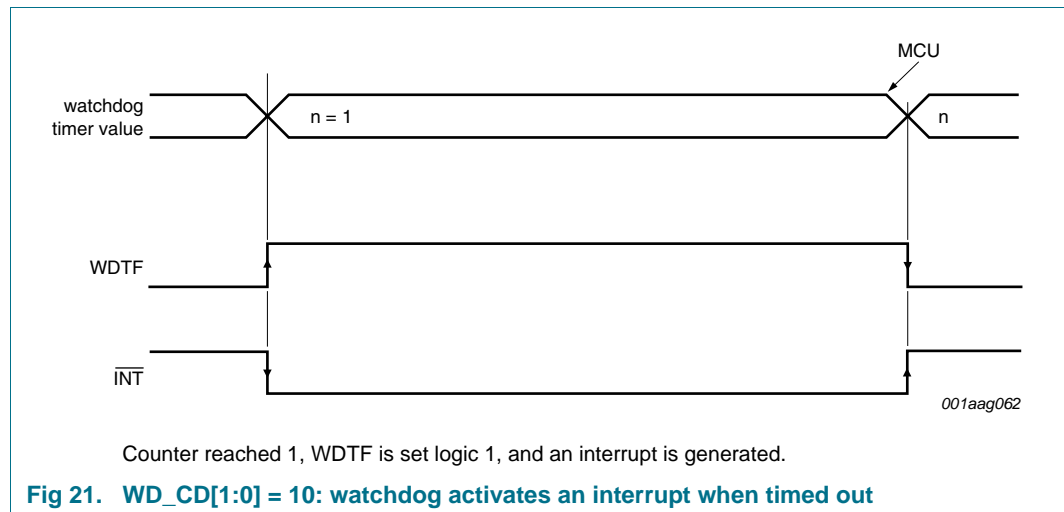 MCU
watchdog
timer value
n = 1
n
WDTF
INT
001aag062
Counter reached 1, WDTF is set logic 1, and an interrupt is generated.
Fig 21. WD_CD[1:0] = 10: watchdog activates an interrupt when timed out